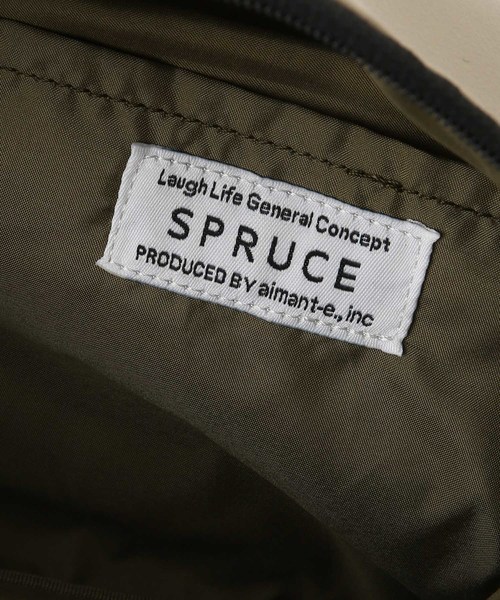 Laugh Life General Concept
SPRUCE
PRODUCED BY aimant-e., inc